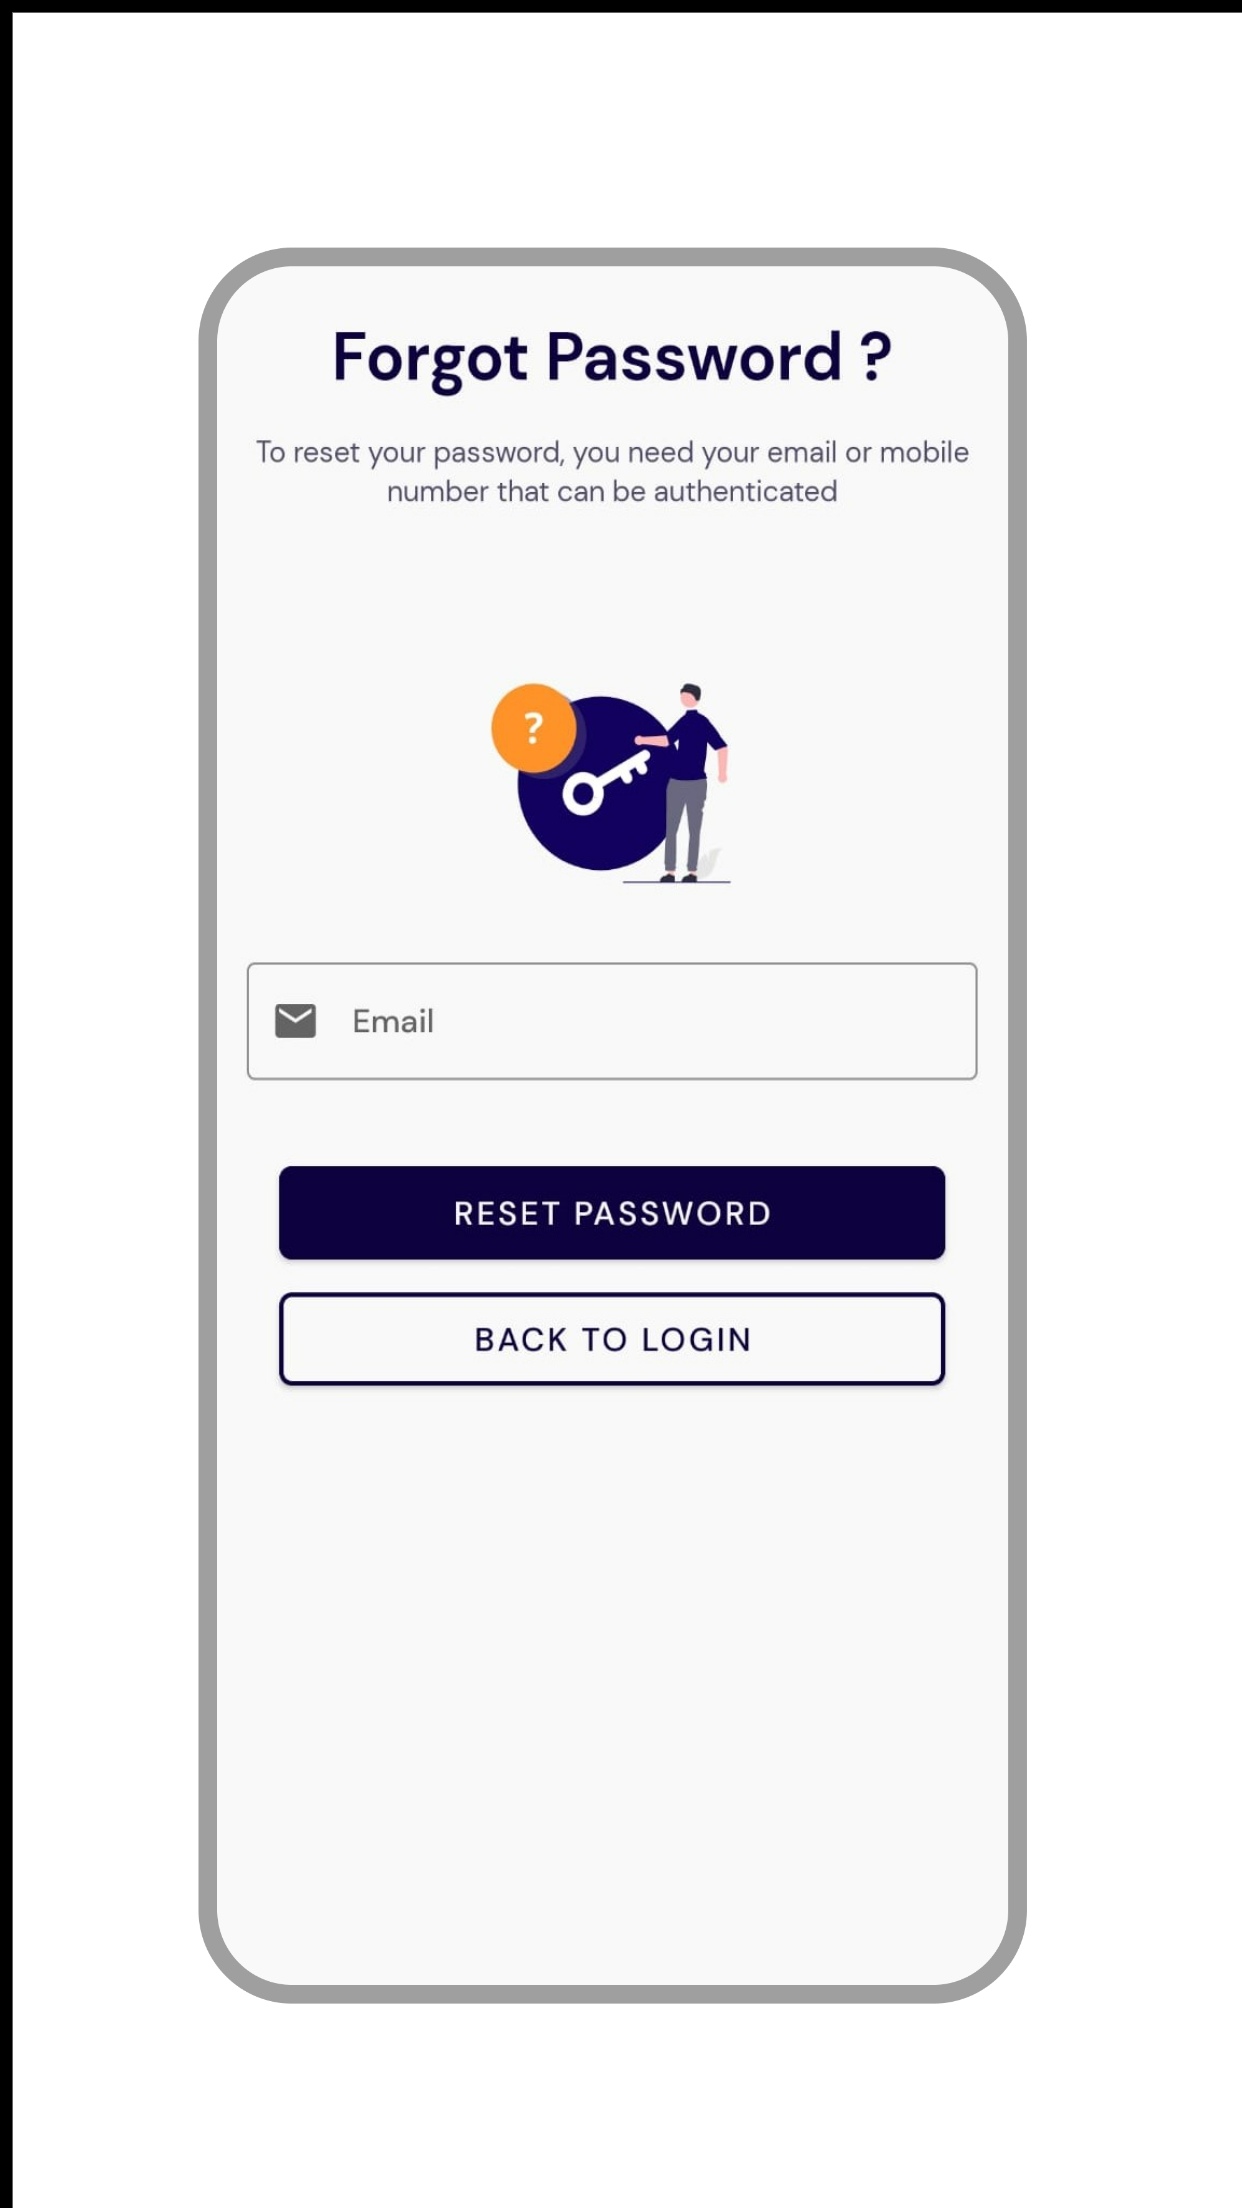 Forgot Password ?
To reset your password, you need your email or mobile
number that can be authenticated
?
Email
RESET PASSWORD
BACK TO LOGIN